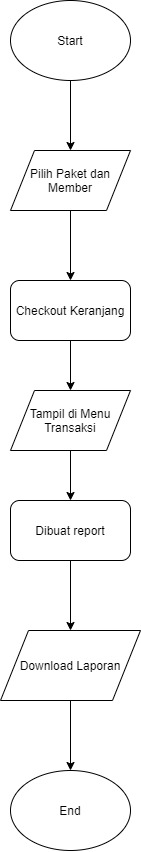 Start
Pilih Paket dan
Member
Checkout Keranjang
Tampil di Menu
Transaksi
Dibuat report
Download Laporan
End